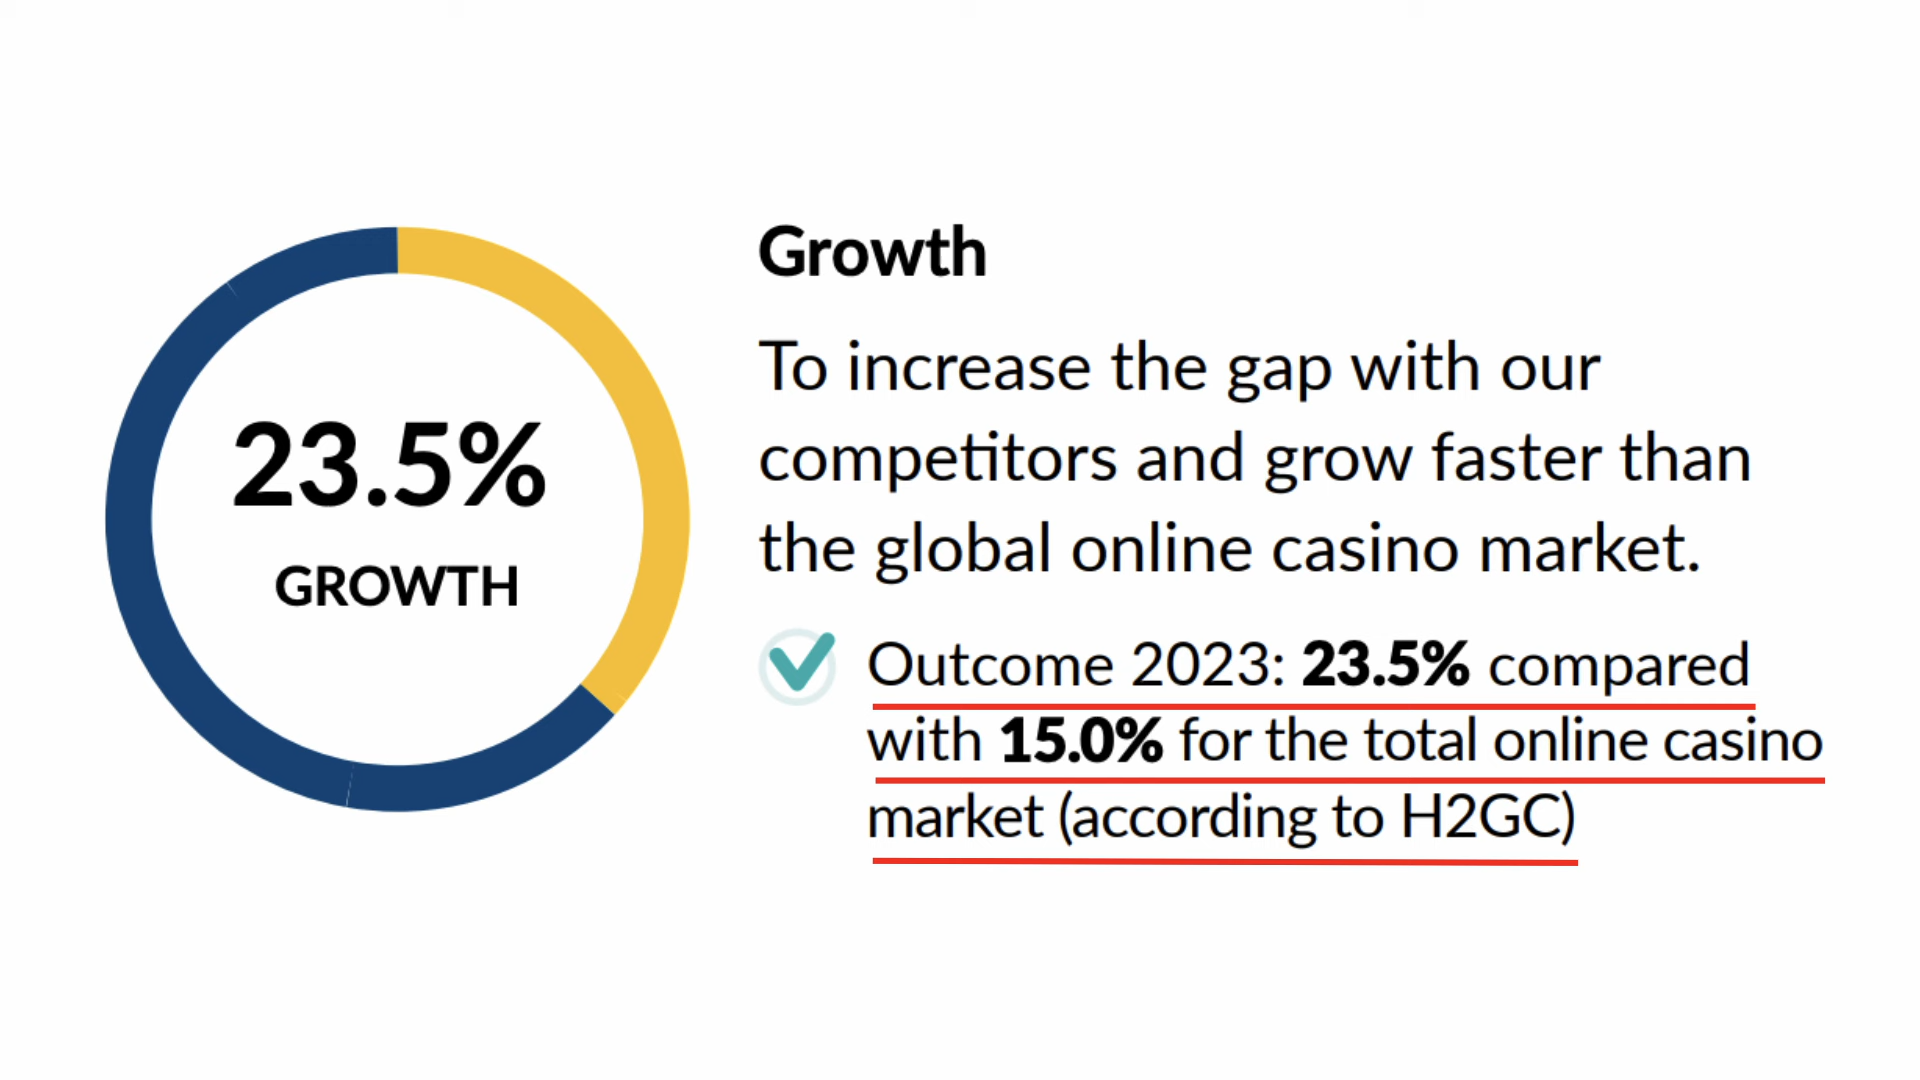 23.5%
GROWTH
Growth
To increase the gap with our
competitors and grow faster than
the global online casino market.
Outcome 2023: 23.5% compared
with 15.0% for the total online casino
market (according to H2GC)